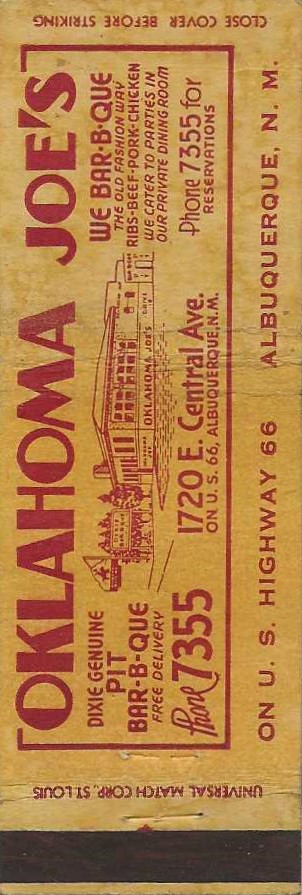 CLOSE COVER BEFORE STRIKING
OKLAHOMA JOE'S
DIXIE GENUINE
PIT
BAR-B-QUE
FREE DELIVERY
Phone 7355
OKLAHOMA JOE'S
WE BAR-B-QUE
THE OLD FASHION WAY
RIBS-BEEF-PORK-CHICKEN
WE CATER TO PARTIES IN
OUR PRIVATE DINING ROOM
Phone 7355 for
RESERVATIONS
1720 E. Central Ave.
ON U.S. 66, ALBUQUERQUE, N.M.
ON U. S. HIGHWAY 66 ALBUQUERQUE, N. M.
UNIVERSAL MATCH CORP., ST. LOUIS